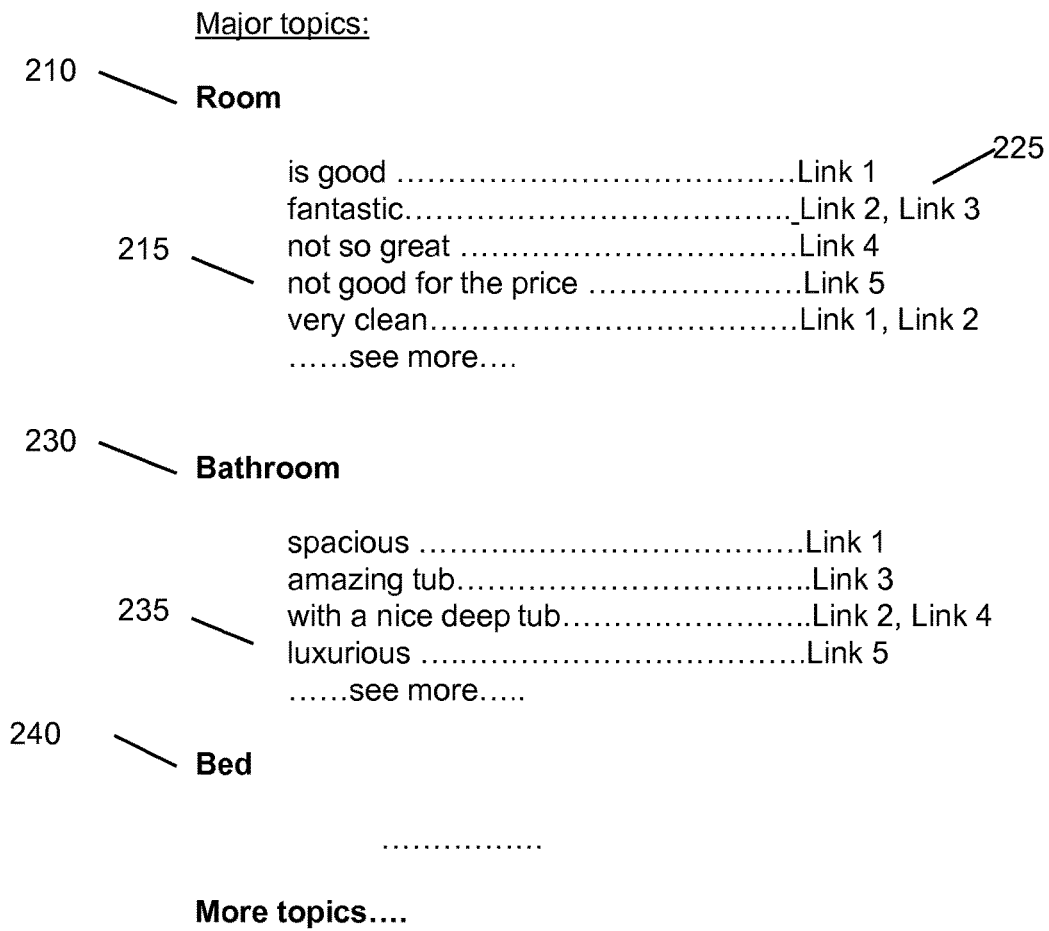 Major topics:
210
Room
225
is good ……………………………………Link 1
fantastic……………………………………Link 2, Link 3
215
not so great ………………………………Link 4
not good for the price …………………Link 5
very clean…………………………………Link 1, Link 2
……see more….
230
Bathroom
spacious …………………………………Link 1
amazing tub………………………………Link 3
235
with a nice deep tub……………………..Link 2, Link 4
luxurious …………………………………Link 5
……see more…..
240
Bed
…………….
More topics….